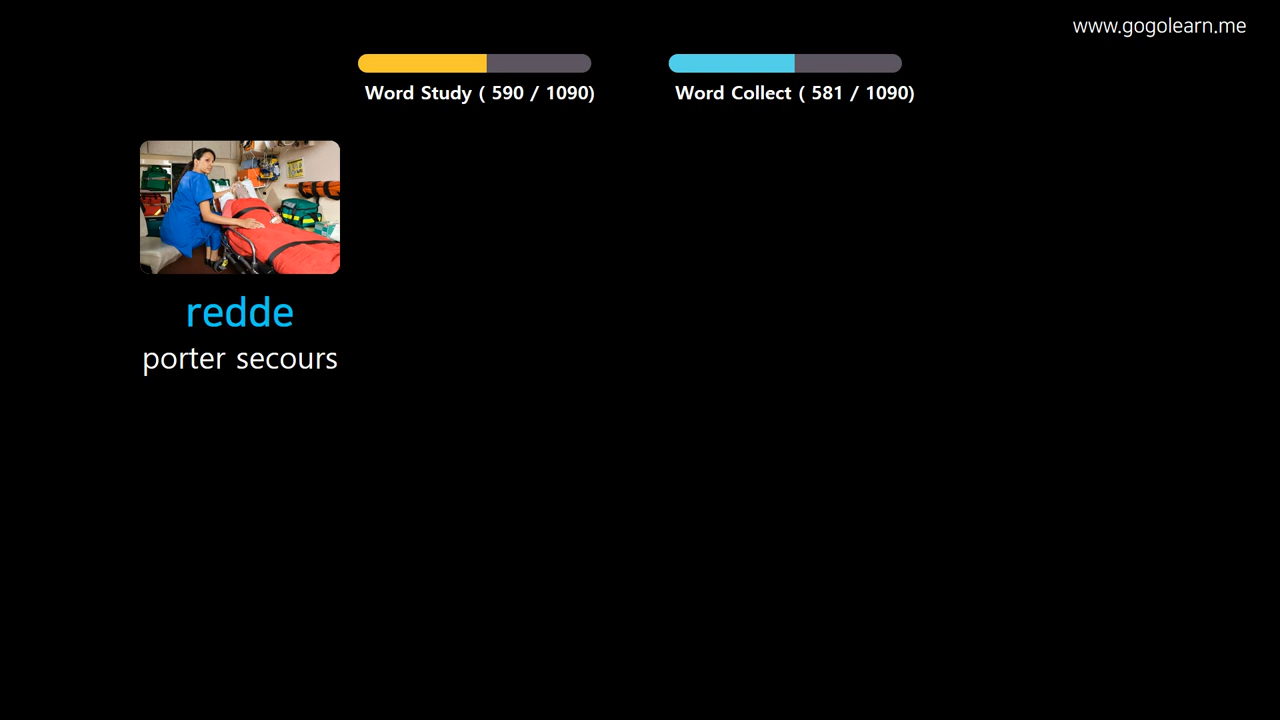 www.gogolearn.me
Word Study ( 590 / 1090)
Word Collect ( 581 / 1090)
redde
porter secours